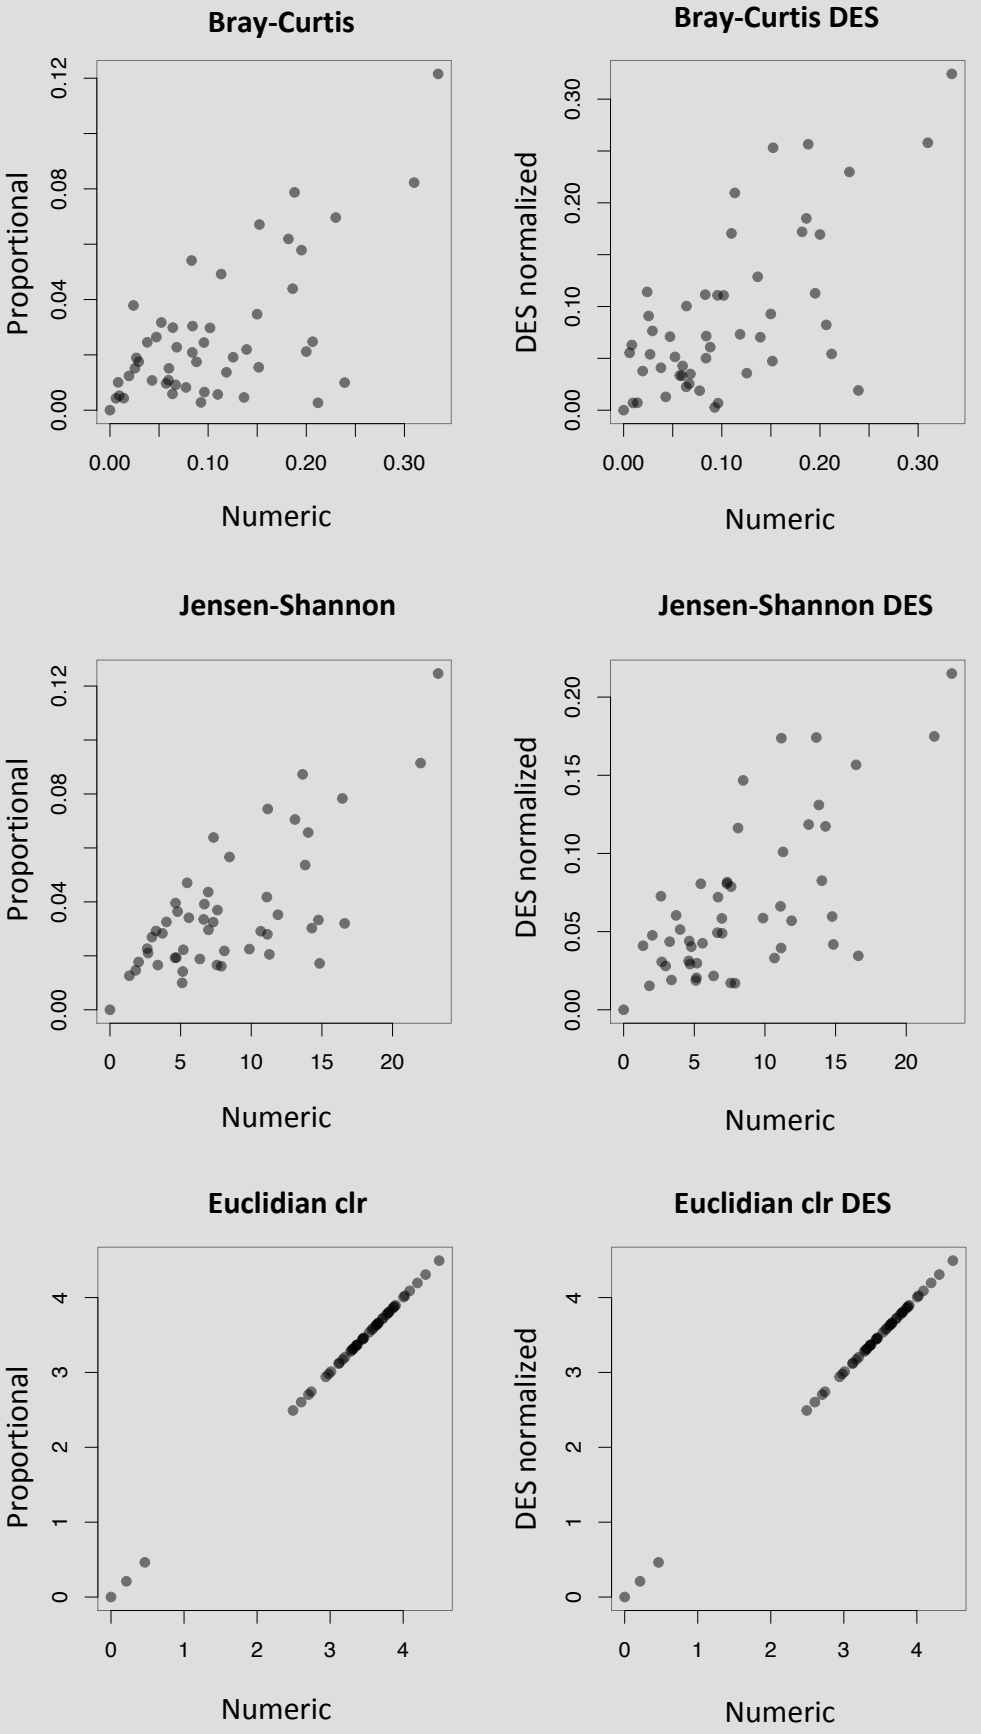 Bray-Curtis
Proportional
0.00 0.04 0.08 0.12
0.00 0.10 0.20 0.30
Numeric
Bray-Curtis DES
DES normalized
0.00 0.10 0.20 0.30
0.00 0.10 0.20 0.30
Numeric
Jensen-Shannon
Proportional
0.00 0.04 0.08 0.12
0 5 10 15 20
Numeric
Jensen-Shannon DES
DES normalized
0.00 0.05 0.10 0.15 0.20
0 5 10 15 20
Numeric
Euclidian clr
Proportional
0 1 2 3 4
0 1 2 3 4
Numeric
Euclidian clr DES
DES normalized
0 1 2 3 4
0 1 2 3 4
Numeric